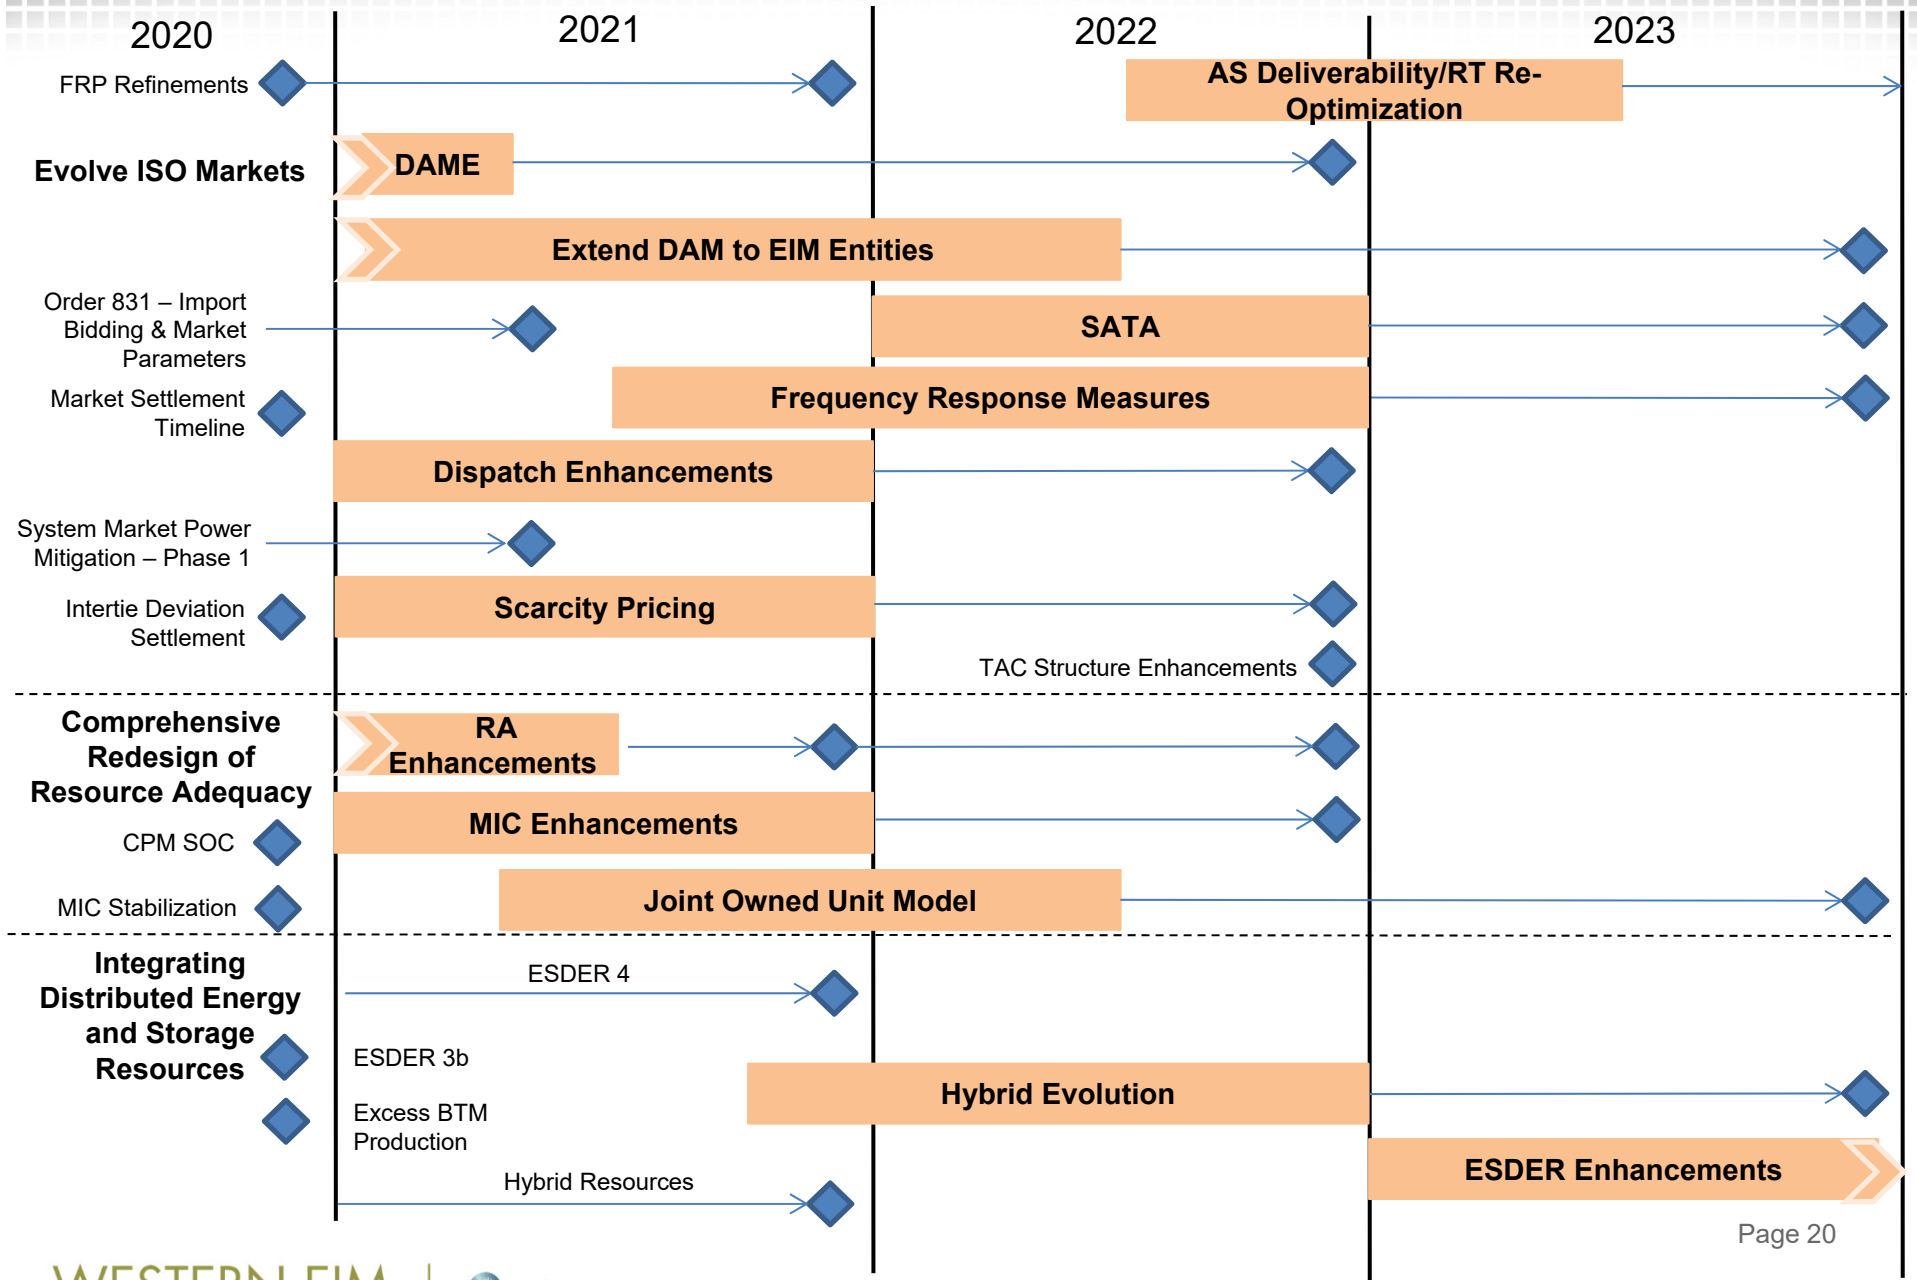 2020
2021
2022
2023
FRP Refinements
AS Deliverability/RT Re-
Optimization
Evolve ISO Markets
DAME
Extend DAM to EIM Entities
Order 831 – Import
Bidding & Market
Parameters
SATA
Market Settlement
Timeline
Frequency Response Measures
Dispatch Enhancements
System Market Power
Mitigation – Phase 1
Intertie Deviation
Settlement
Scarcity Pricing
TAC Structure Enhancements
Comprehensive
Redesign of
Resource Adequacy
RA
Enhancements
CPM SOC
MIC Enhancements
MIC Stabilization
Joint Owned Unit Model
Integrating
Distributed Energy
and Storage
Resources
ESDER 4
ESDER 3b
Hybrid Evolution
Excess BTM
Production
ESDER Enhancements
Hybrid Resources
Page 20
WESTERN EIM